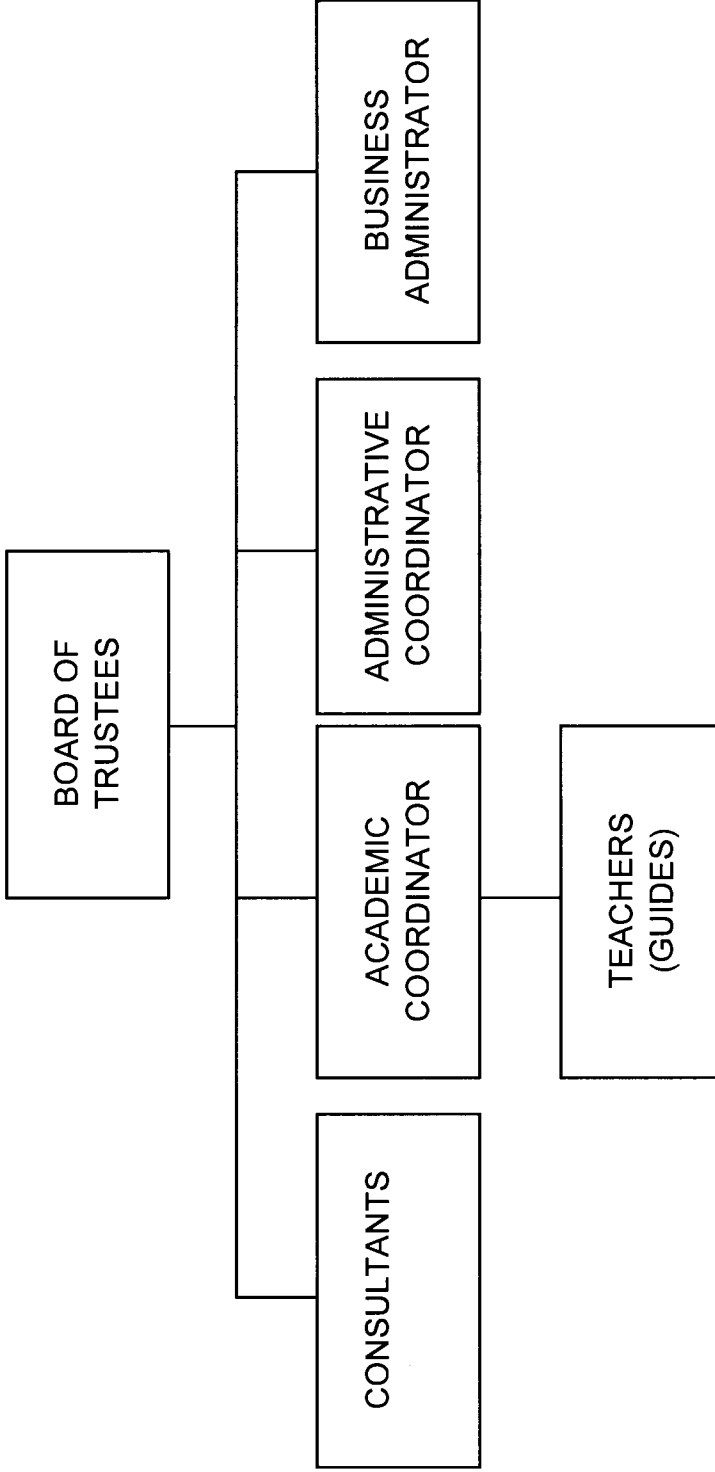 BOARD OF
TRUSTEES
CONSULTANTS
ACADEMIC
COORDINATOR
ADMINISTRATIVE
COORDINATOR
BUSINESS
ADMINISTRATOR
TEACHERS
(GUIDES)